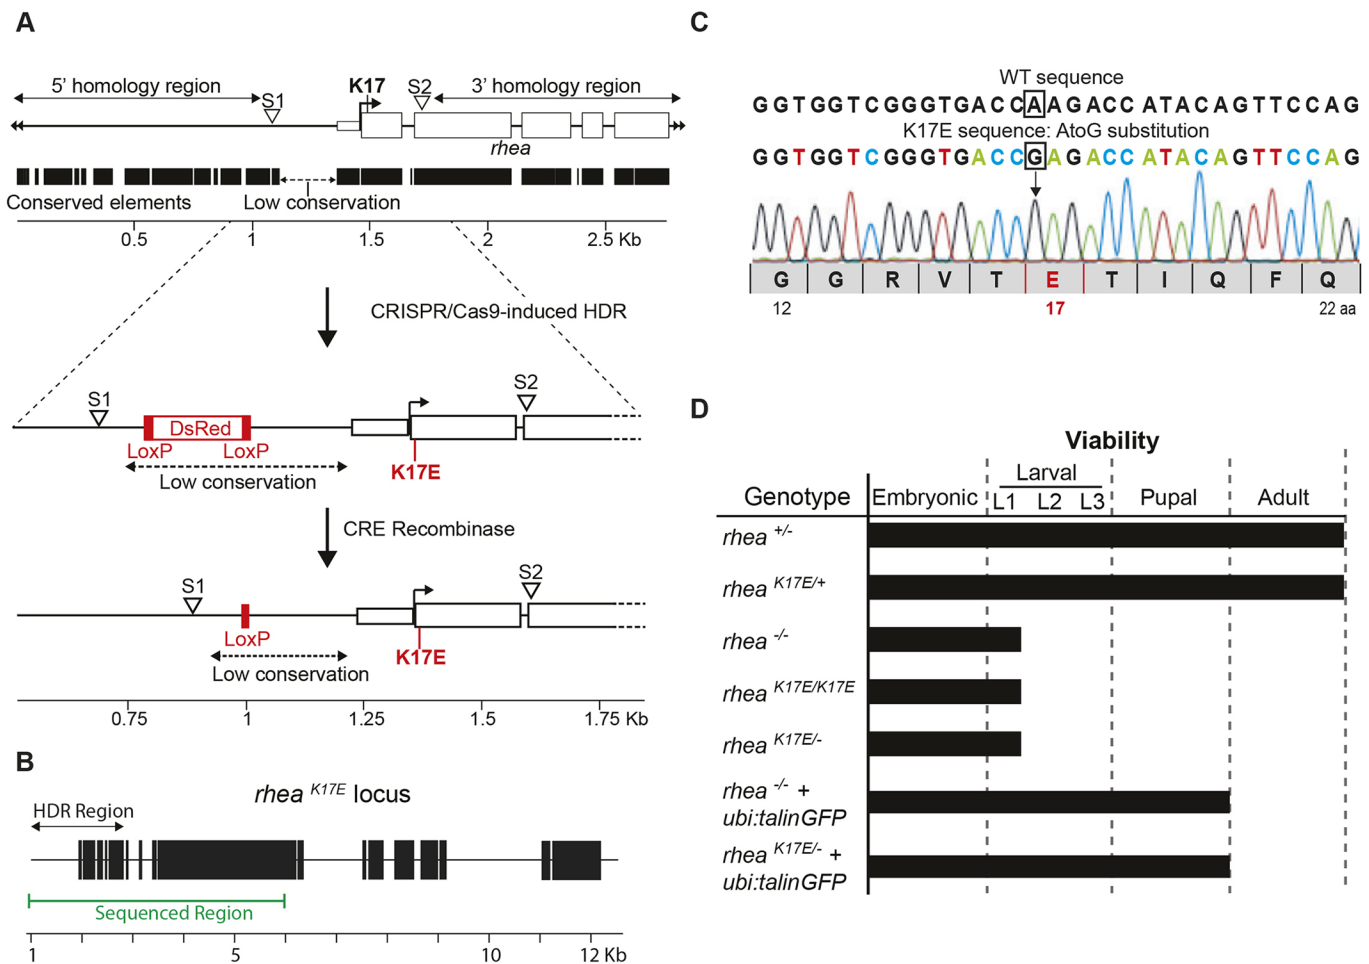 A
5’ homology region
S1
K17
S2
3’ homology region
rhea
Conserved elements
Low conservation
0.5 1 1.5 2 2.5 Kb
CRISPR/Cas9-induced HDR
S1
DsRed
LoxP LoxP
Low conservation
K17E
S2
CRE Recombinase
S1
LoxP
Low conservation
K17E
S2
0.75 1 1.25 1.5 1.75 Kb
B
rhea K17E locus
HDR Region
Sequenced Region
1 5 10 12 Kb
C
WT sequence
GGTGGTCGGGTGACCAAGACCATACAGTTCCAG
K17E sequence: AtoG substitution
GGTGGTCGGGTGACCGAGACCATACAGTTCCAG
G G R V T E T I Q F Q
12 17 22 aa
D
Viability
Genotype Embryonic Larval Pupal Adult
L1 L2 L3
rhea +/-
rhea K17E/+
rhea -/-
rhea K17E/K17E
rhea K17E/-
rhea -/- +
ubi:talinGFP
rhea K17E/- +
ubi:talinGFP